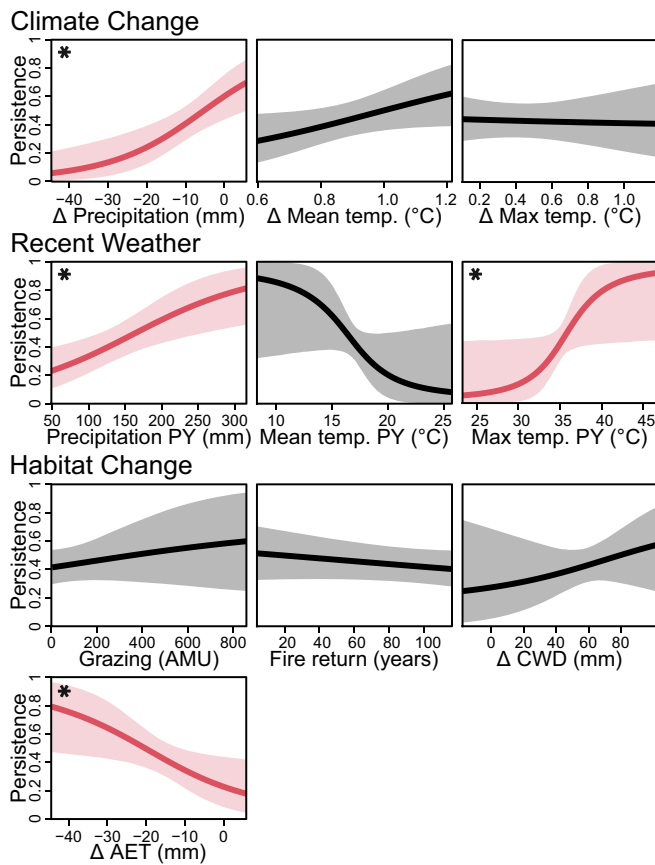 Climate Change
Persistence
0 0.2 0.4 0.6 0.8 1
*
−40 −30 −20 −10 0
Δ Precipitation (mm)
0.6 0.8 1.0 1.2
Δ Mean temp. (°C)
0.2 0.4 0.6 0.8 1.0
Δ Max temp. (°C)
Recent Weather
Persistence
0 0.2 0.4 0.6 0.8 1
*
50 100 150 200 250 300
Precipitation PY (mm)
10 15 20 25
Mean temp. PY (°C)
*
25 30 35 40 45
Max temp. PY (°C)
Habitat Change
Persistence
0 0.2 0.4 0.6 0.8 1
0 200 400 600 800
Grazing (AMU)
20 40 60 80 100
Fire return (years)
0 20 40 60 80
Δ CWD (mm)
Persistence
0 0.2 0.4 0.6 0.8 1
*
−40 −30 −20 −10 0
Δ AET (mm)